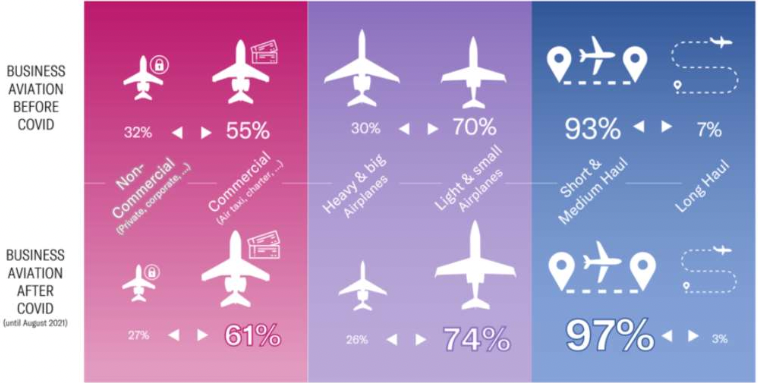 BUSINESS
AVIATION
BEFORE
COVID
32%
55%
30%
70%
93%
7%
Non-
Commercial
(Private, corporate, ...)
Commercial
(Air taxi, charter, ...)
Heavy & big
Airplanes
Light & small
Airplanes
Short &
Medium Haul
Long Haul
BUSINESS
AVIATION
AFTER
COVID
(until August 2021)
27%
61%
26%
74%
97%
3%